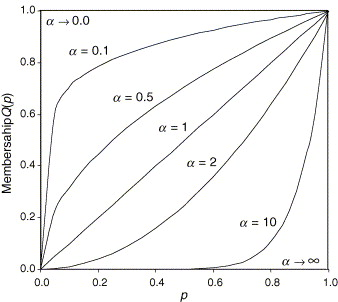 1.0
α→0.0
α = 0.1
0.8
0.6
α = 0.5
MembersahipQ(p)
α = 1
0.4
α = 2
0.2
α = 10
α→∞
0.0
0.0 0.2 0.4 0.6 0.8 1.0
p